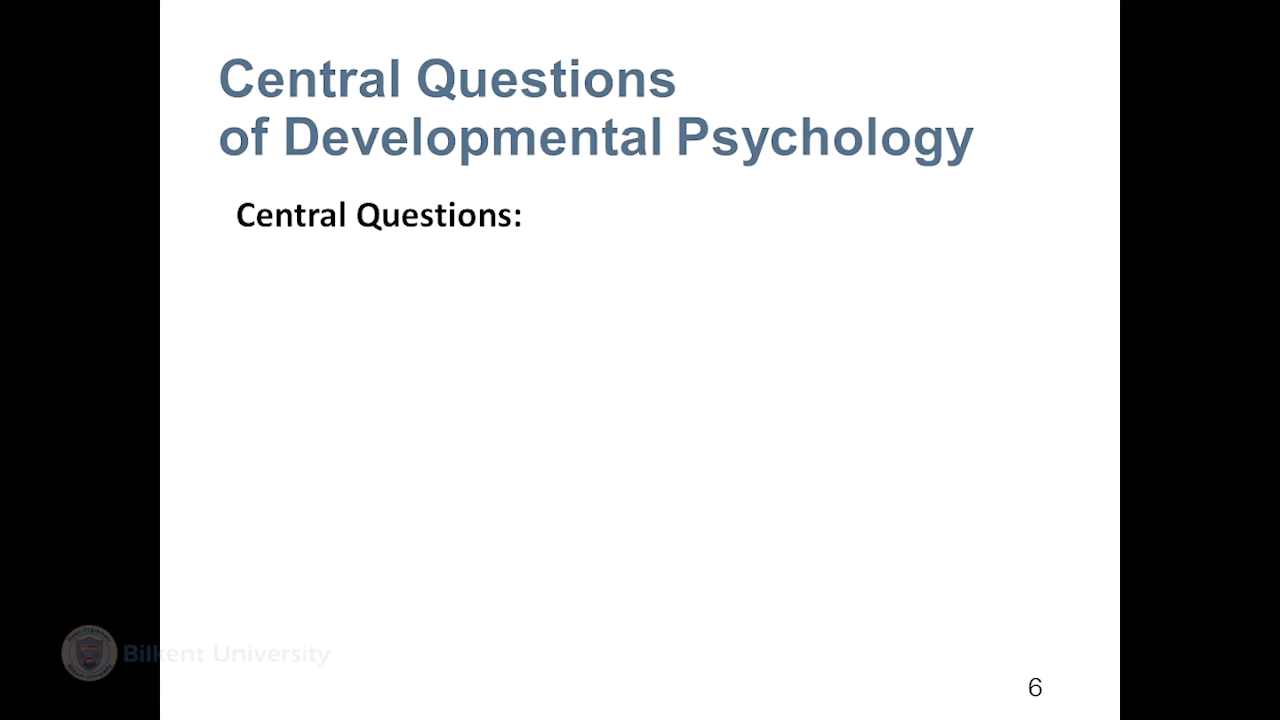 Central Questions
of Developmental Psychology
Central Questions:
Bilkent University
6